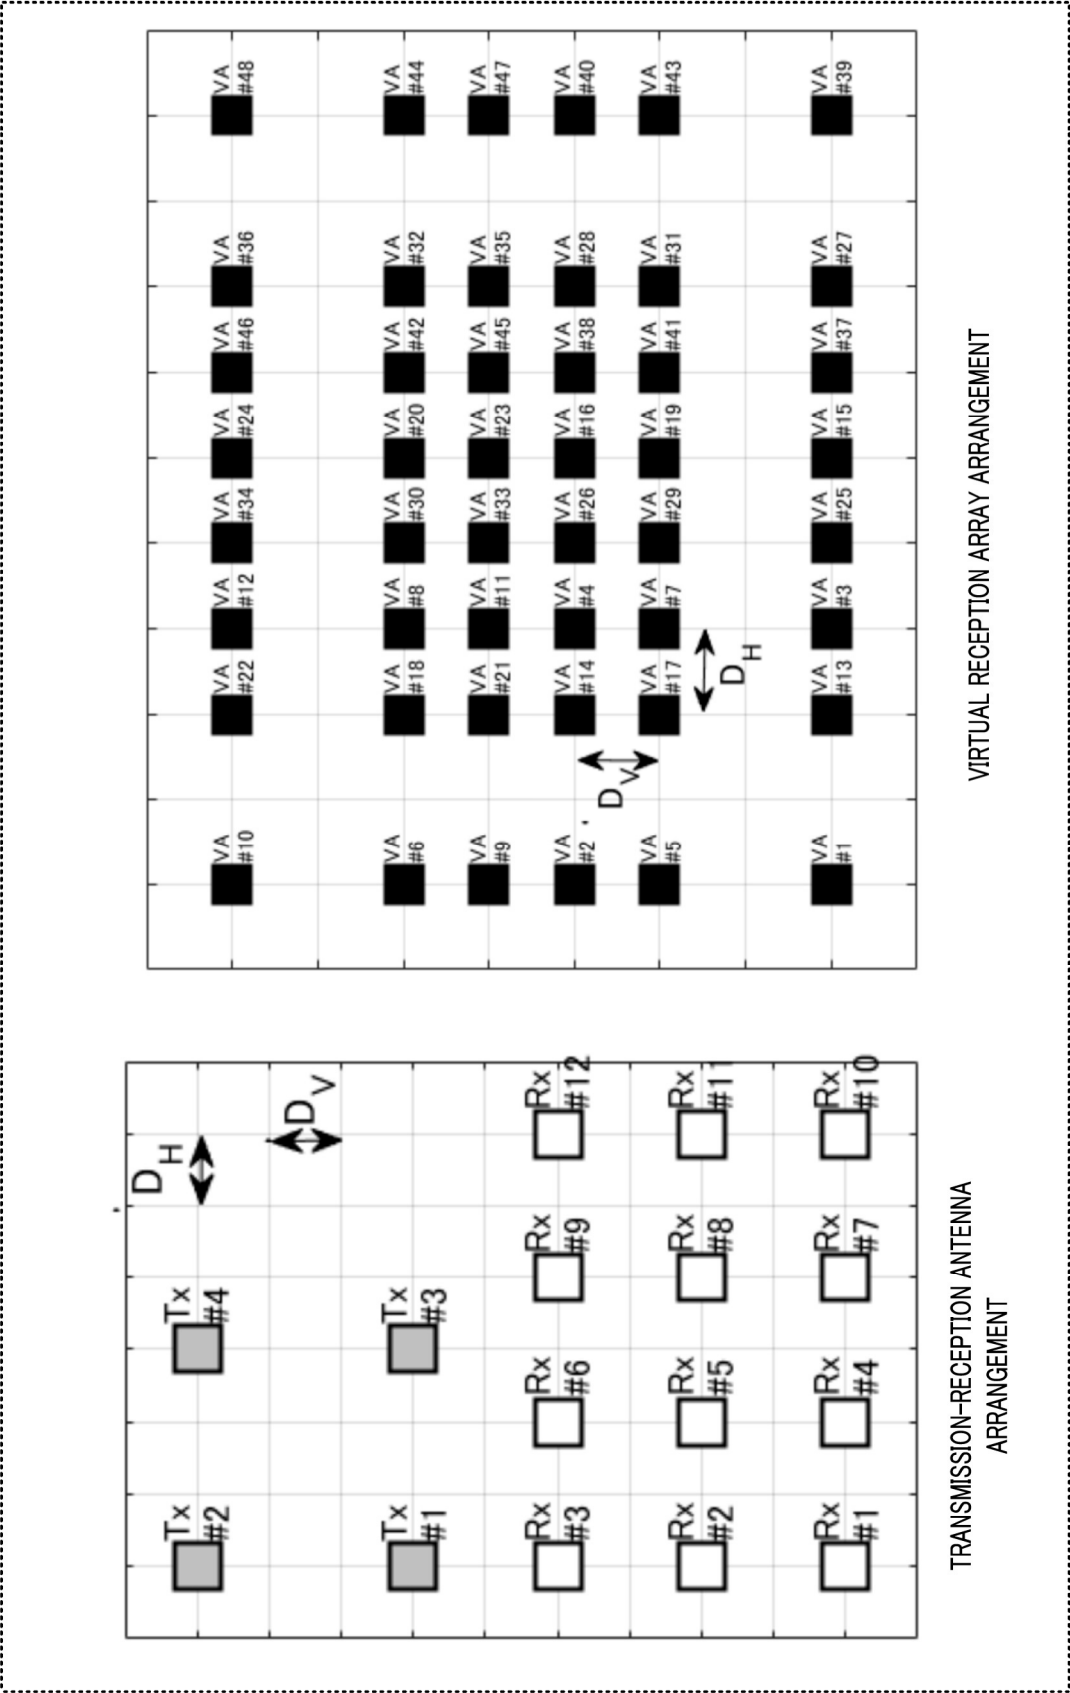 VA
#48
VA
#44
VA
#47
VA
#40
VA
#43
VA
#39
VA
#36
VA
#32
VA
#35
VA
#28
VA
#31
VA
#27
VA
#46
VA
#42
VA
#45
VA
#38
VA
#41
VA
#37
VA
#24
VA
#20
VA
#23
VA
#16
VA
#19
VA
#15
VA
#34
VA
#30
VA
#33
VA
#26
VA
#29
VA
#25
VA
#12
VA
#8
VA
#11
VA
#4
VA
#7
VA
#3
VA
#22
VA
#18
VA
#21
VA
#14
VA
#17
VA
#13
DH
DV
VA
#10
VA
#6
VA
#9
VA
#2
VA
#5
VA
#1
VIRTUAL RECEPTION ARRAY ARRANGEMENT
DH
DV
Tx
#4
Tx
#3
Tx
#2
Tx
#1
Rx
#12
Rx
#11
Rx
#10
Rx
#9
Rx
#8
Rx
#7
Rx
#6
Rx
#5
Rx
#4
Rx
#3
Rx
#2
Rx
#1
TRANSMISSION-RECEPTION ANTENNA
ARRANGEMENT